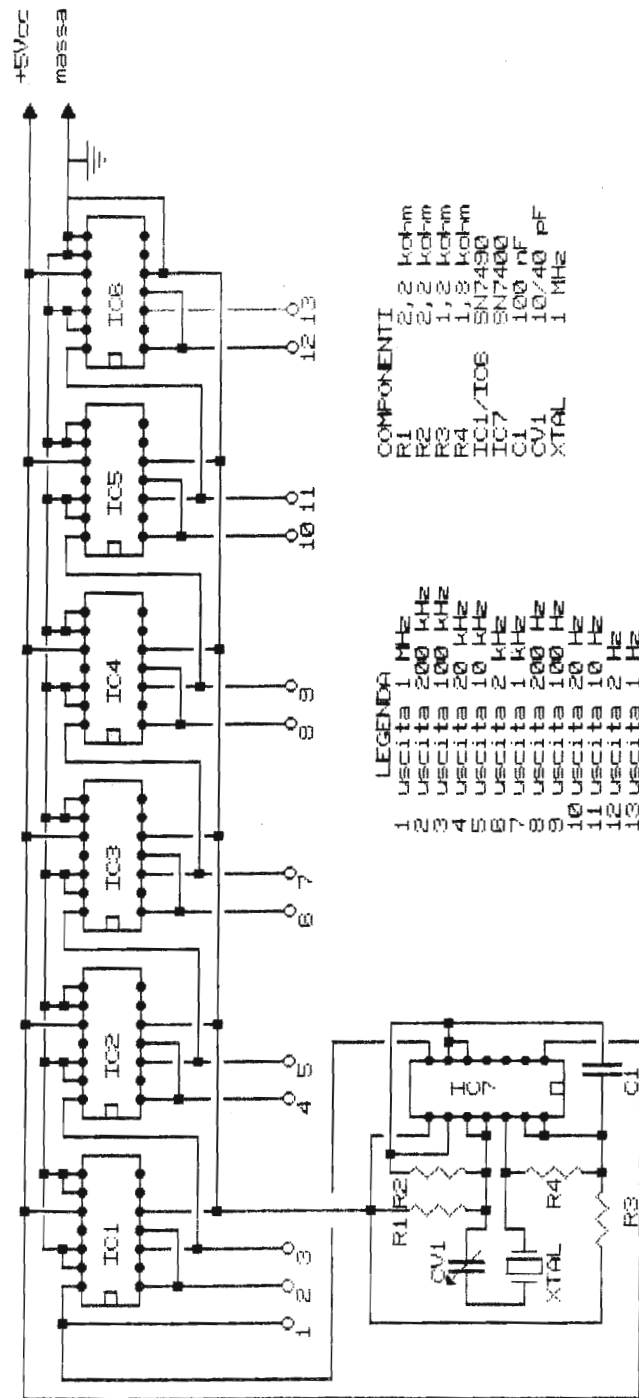 +5Vcc
massa
IC1
IC2
IC3
IC4
IC5
IC6
1
2
3
4
5
6
7
8
9
10
11
12
13
IC7
R1
R2
CV1
XTAL
R4
R3
C1
LEGENDA
1 uscita 1 MHz
2 uscita 200 kHz
3 uscita 100 kHz
4 uscita 20 kHz
5 uscita 10 kHz
6 uscita 2 kHz
7 uscita 1 kHz
8 uscita 200 Hz
9 uscita 100 Hz
10 uscita 20 Hz
11 uscita 10 Hz
12 uscita 2 Hz
13 uscita 1 Hz
COMPONENTI
R1 2,2 kohm
R2 2,2 kohm
R3 1,2 kohm
R4 1,8 kohm
IC1/IC6 SN7490
IC7 SN7400
C1 100 nF
CV1 10/40 pF
XTAL 1 MHz